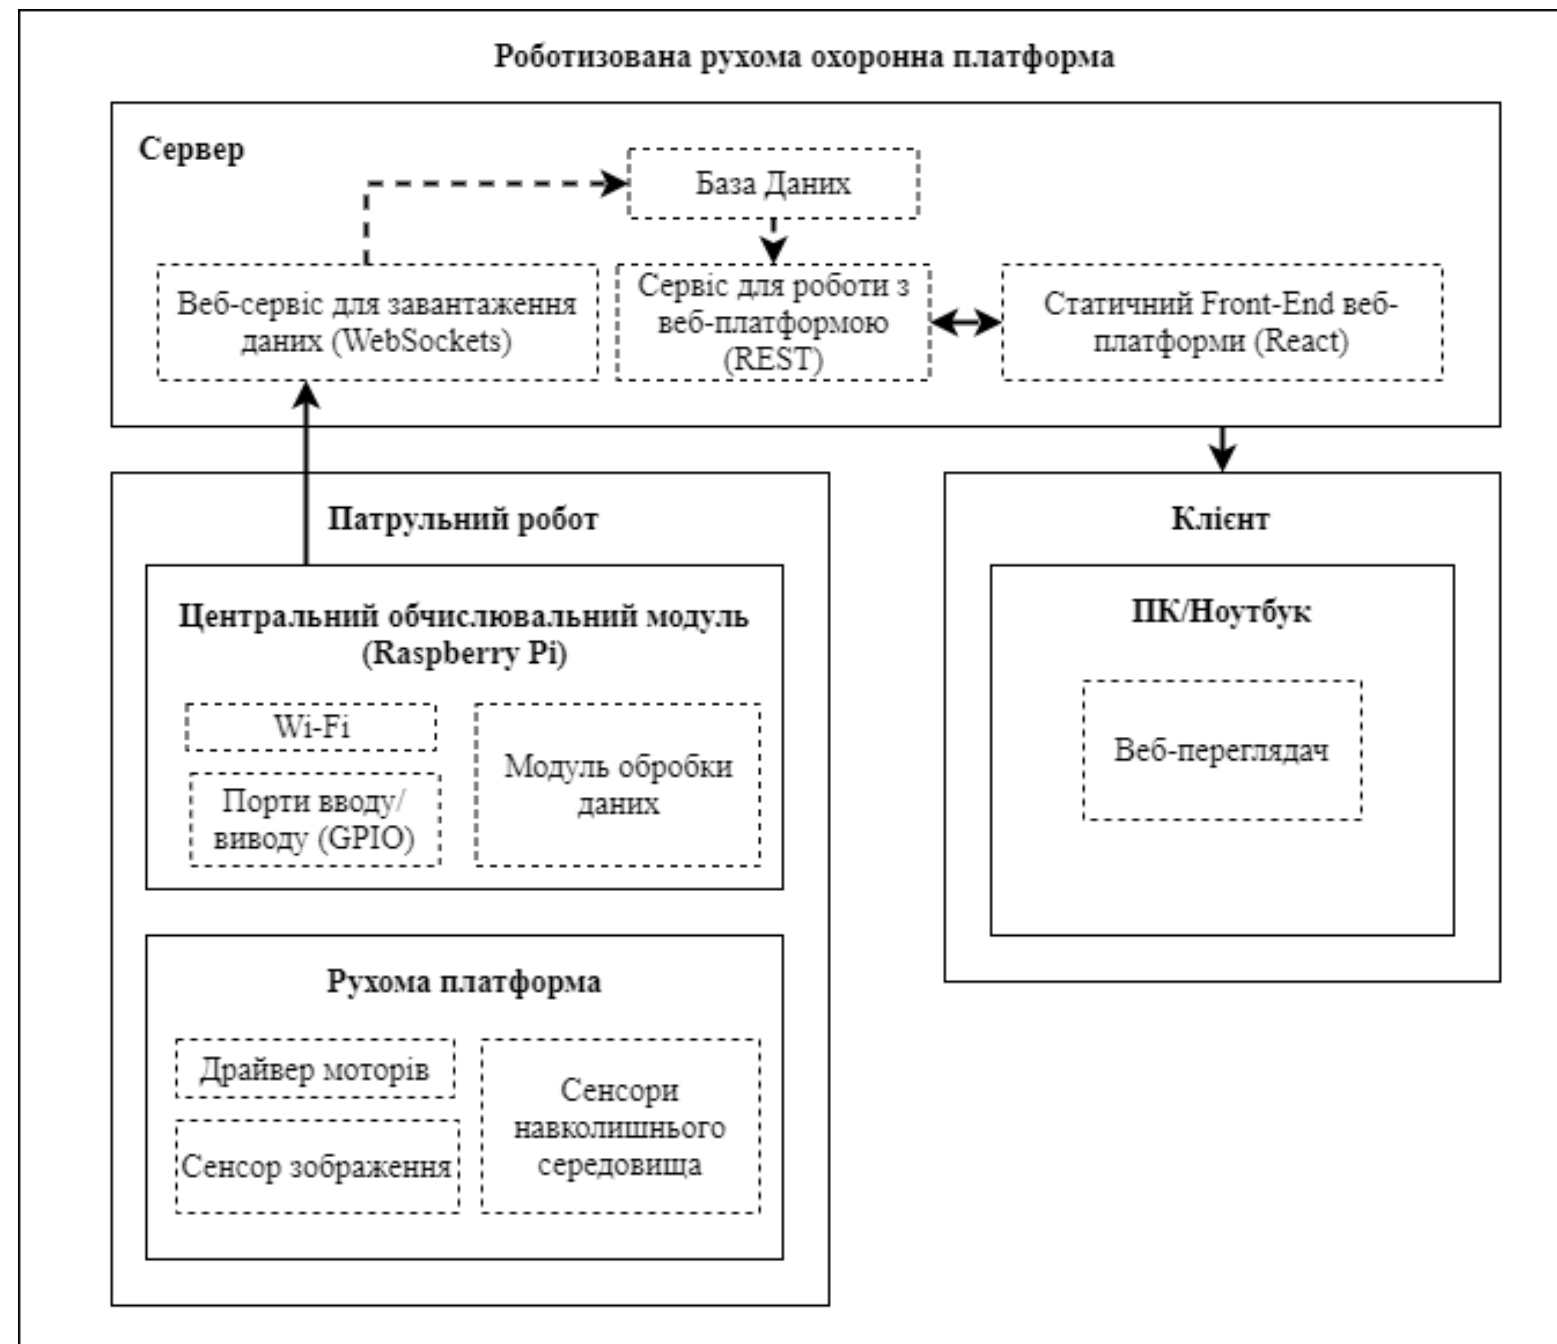 Роботизована рухома охоронна платформа
Сервер
База Даних
Веб-сервіс для завантаження
даних (WebSockets)
Сервіс для роботи з
веб-платформою
(REST)
Статичний Front-End веб-
платформи (React)
Патрульний робот
Центральний обчислювальний модуль
(Raspberry Pi)
Wi-Fi
Порти вводу/
виводу (GPIO)
Модуль обробки
даних
Рухома платформа
Драйвер моторів
Сенсор зображення
Сенсори
навколишнього
середовища
Клієнт
ПК/Ноутбук
Веб-переглядач